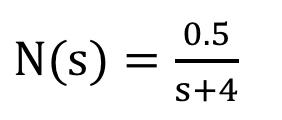 N(s) = 0.5/s+4